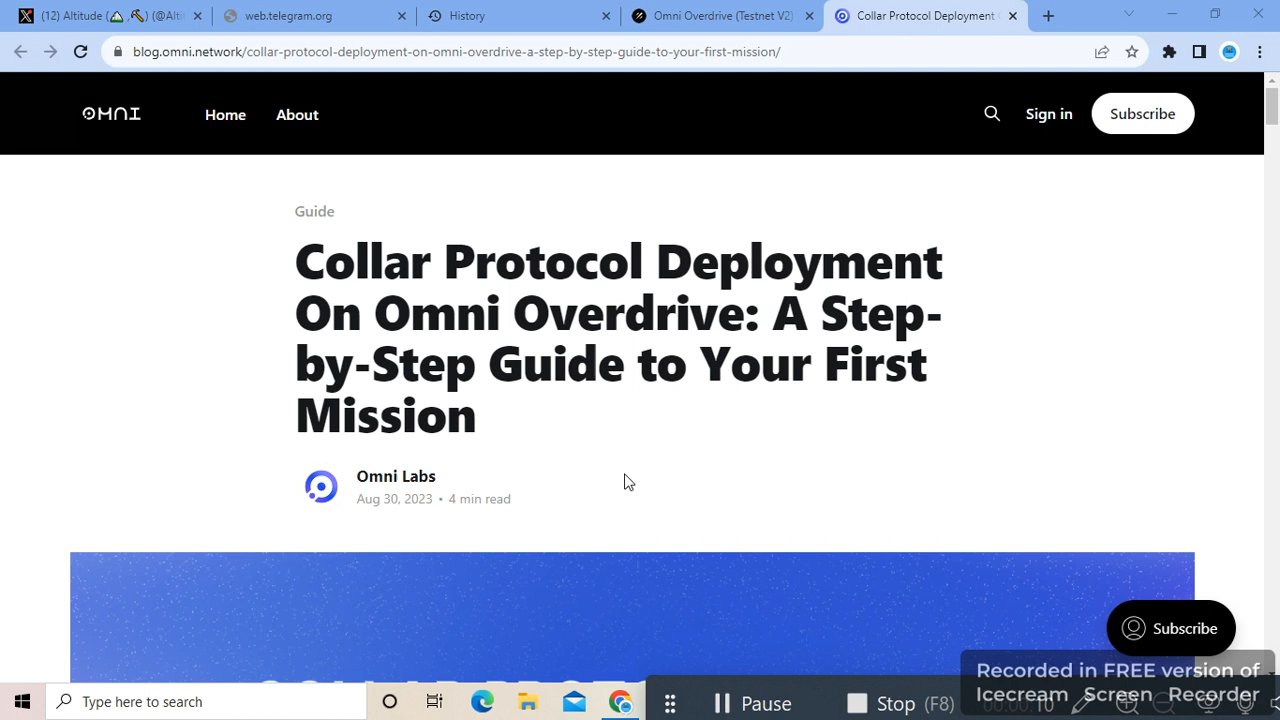 (12) Altitude ( (@Alti
web.telegram.org
History
Omni Overdrive (Testnet V2)
Collar Protocol Deployment
blog.omni.network/collar-protocol-deployment-on-omni-overdrive-a-step-by-step-guide-to-your-first-mission/
OMNI
Home
About
Sign in
Subscribe
Guide
Collar Protocol Deployment
On Omni Overdrive: A Step-
by-Step Guide to Your First
Mission
Omni Labs
Aug 30, 2023 • 4 min read
Subscribe
Recorded in FREE version of
Icecream Screen Recorder
Type here to search
Pause
Stop (F8)